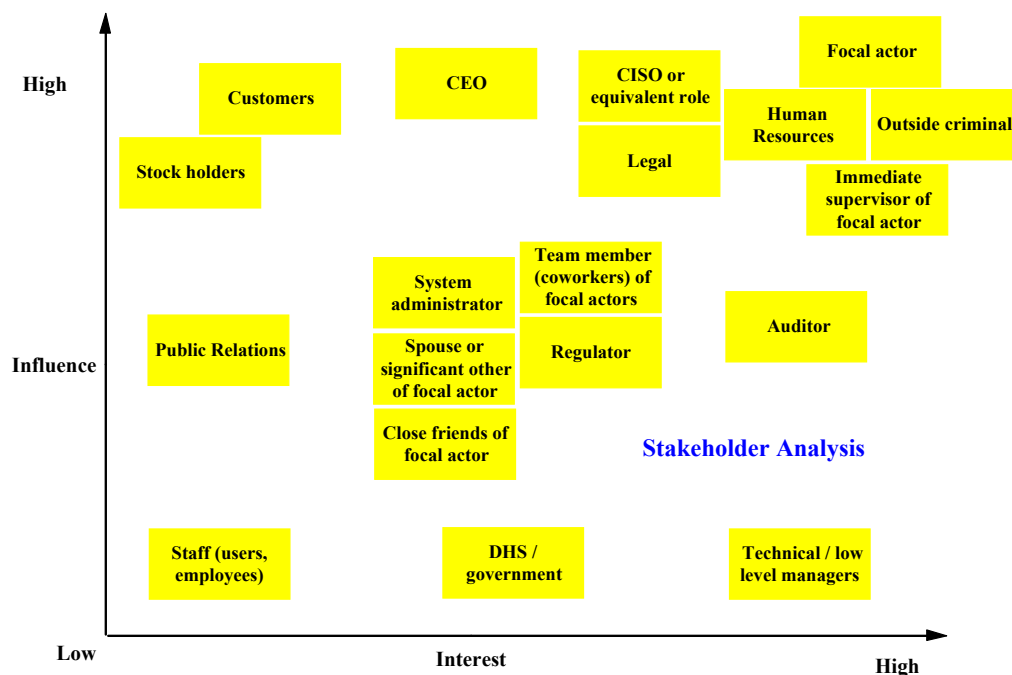 High
Customers
Stock holders
CEO
CISO or
equivalent role
Legal
Focal actor
Human
Resources
Outside criminal
Immediate
supervisor of
focal actor
Influence
Public Relations
System
administrator
Team member
(coworkers) of
focal actors
Spouse or
significant other
of focal actor
Regulator
Auditor
Close friends of
focal actor
Stakeholder Analysis
Staff (users,
employees)
DHS /
government
Technical / low
level managers
Low
Interest
High